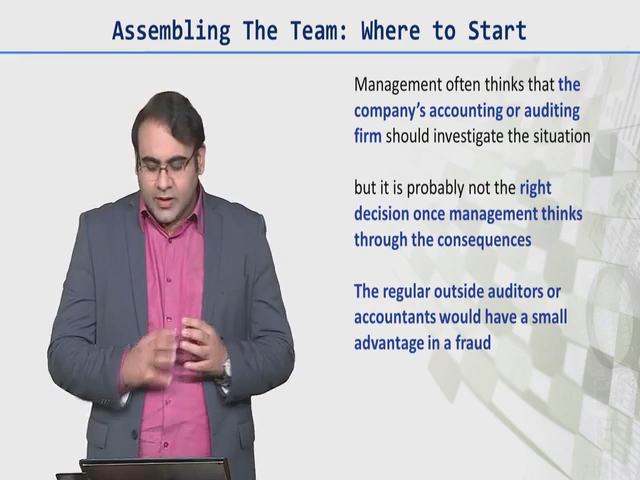 Assembling The Team: Where to Start
Management often thinks that the
company's accounting or auditing
firm should investigate the situation
but it is probably not the right
decision once management thinks
through the consequences
The regular outside auditors or
accountants would have a small
advantage in a fraud